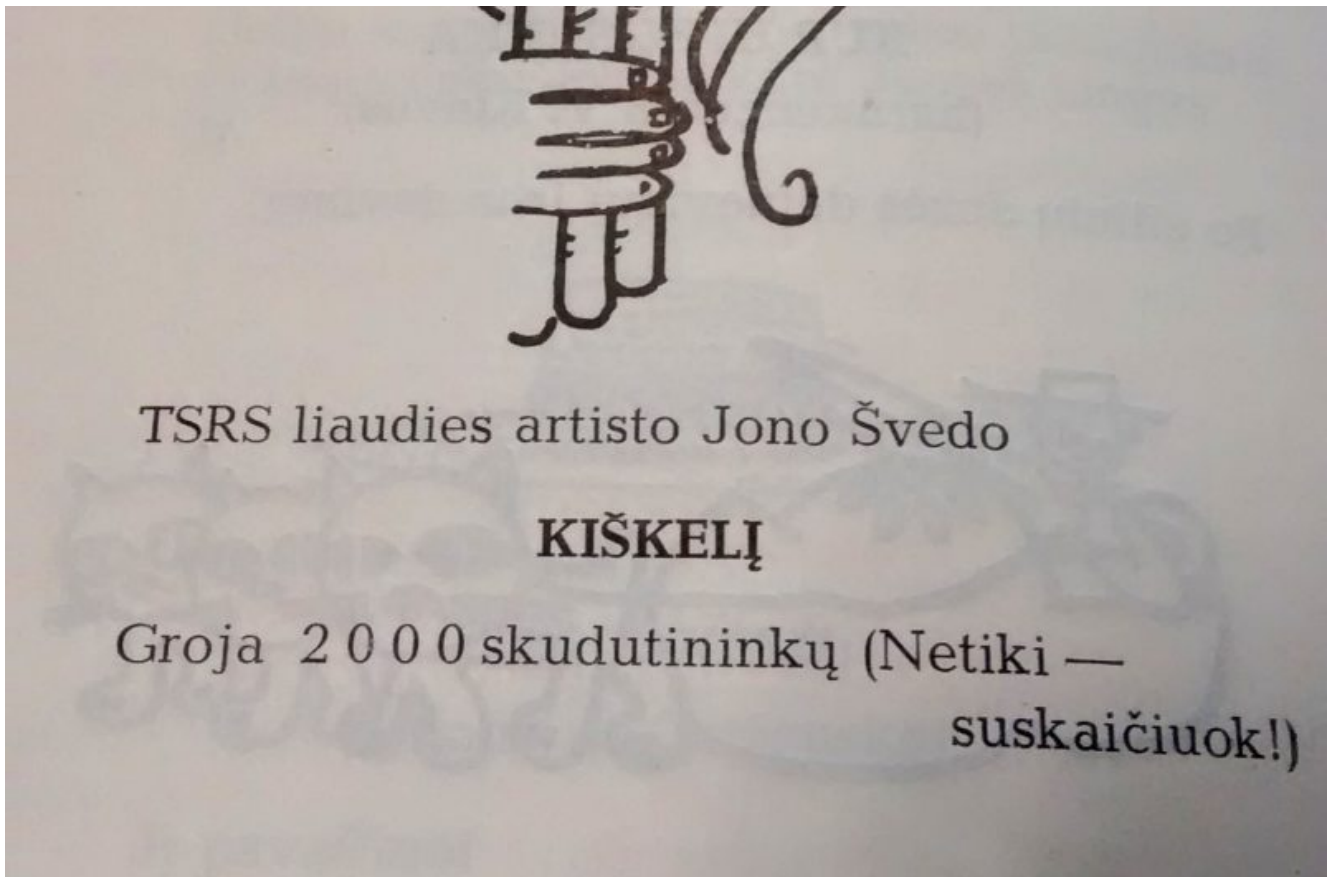 TSRS liaudies artisto Jono Švedo
KIŠKELĮ
Groja 2 0 0 0 skudutininkų (Netiki —
suskaičiuok!)